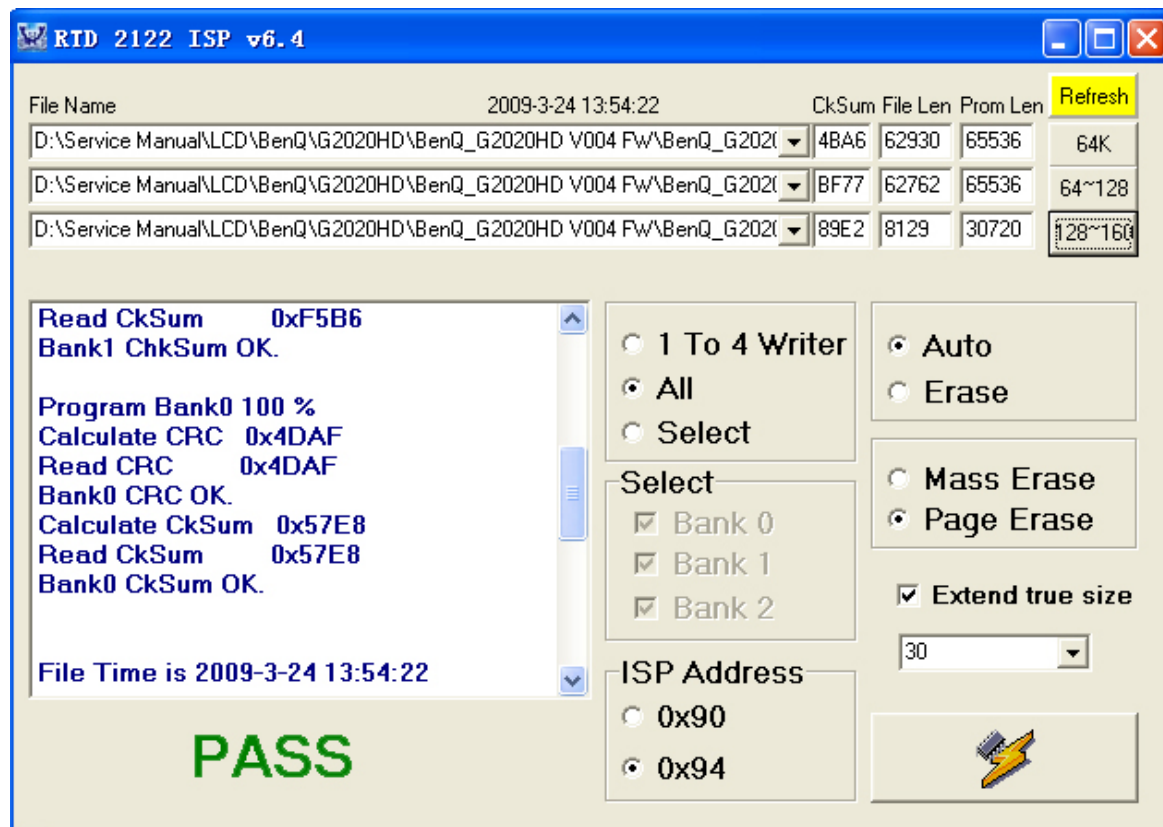 RTD 2122 ISP v6.4
File Name 2009-3-24 13:54:22 CkSum File Len Prom Len Refresh
D:\Service Manual\LCD\BenQ\G2020HD\BenQ_G2020HD V004 FW\BenQ_G202( 4BA6 62930 65536 64K
D:\Service Manual\LCD\BenQ\G2020HD\BenQ_G2020HD V004 FW\BenQ_G202( BF77 62762 65536 64~128
D:\Service Manual\LCD\BenQ\G2020HD\BenQ_G2020HD V004 FW\BenQ_G202( 89E2 8129 30720 128~160
Read CkSum 0xF5B6
Bank1 ChkSum OK.
Program Bank0 100 %
Calculate CRC 0x4DAF
Read CRC 0x4DAF
Bank0 CRC OK.
Calculate CkSum 0x57E8
Read CkSum 0x57E8
Bank0 CkSum OK.
File Time is 2009-3-24 13:54:22
PASS
1 To 4 Writer
All
Select
Select
Bank 0
Bank 1
Bank 2
ISP Address
0x90
0x94
Auto
Erase
Mass Erase
Page Erase
Extend true size
30